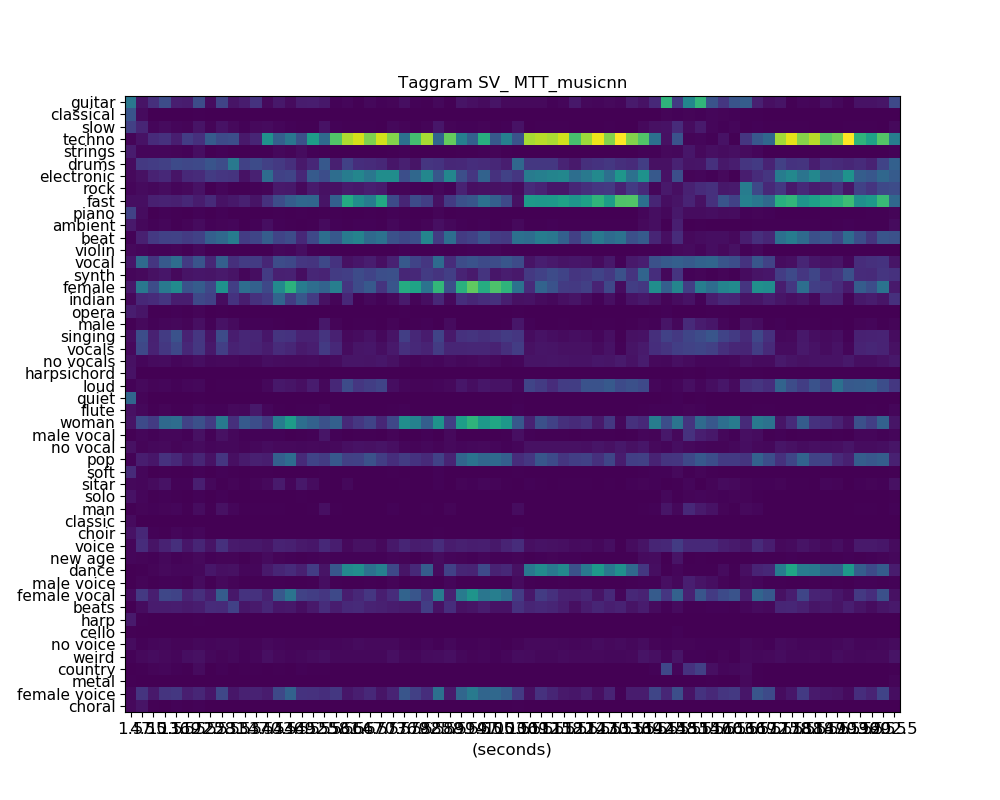 Taggram SV_ MTT_musicnn
guitar
classical
slow
techno
strings
drums
electronic
rock
fast
piano
ambient
beat
violin
vocal
synth
female
indian
opera
male
singing
vocals
no vocals
harpsichord
loud
quiet
flute
woman
male vocal
no vocal
pop
soft
sitar
solo
man
classic
choir
voice
new age
dance
male voice
female vocal
beats
harp
cello
no voice
weird
country
metal
female voice
choral
(seconds)